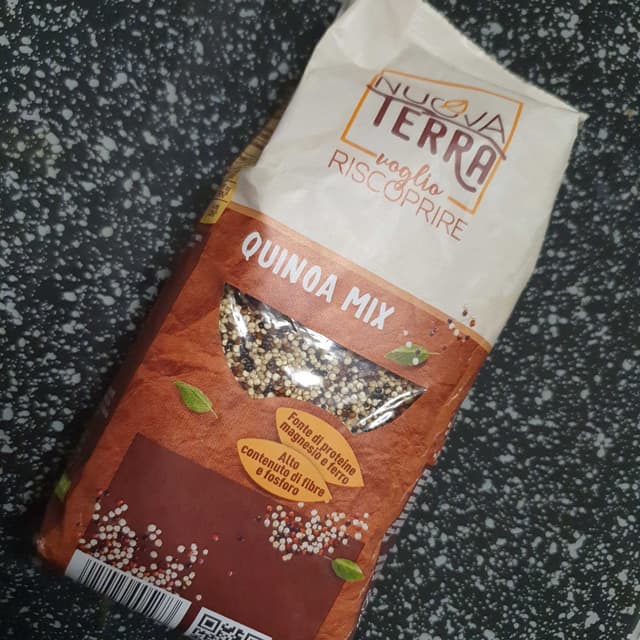 NUOVA
TERRA
voglio
RISCOPRIRE
QUINOA MIX
Fonte di proteine
magnesio e ferro
Alto
contenuto di fibre
e fosforo